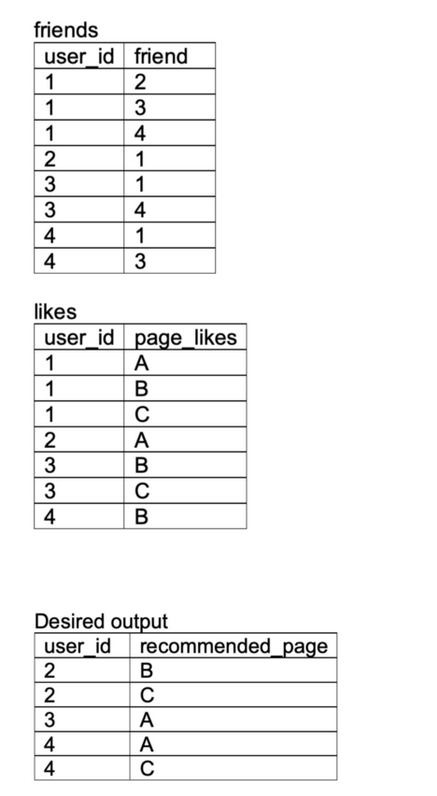 friends
user_id friend
1 2
1 3
1 4
2 1
3 1
3 4
4 1
4 3
likes
user_id page_likes
1 A
1 B
1 C
2 A
3 B
3 C
4 B
Desired output
user_id recommended_page
2 B
2 C
3 A
4 A
4 C